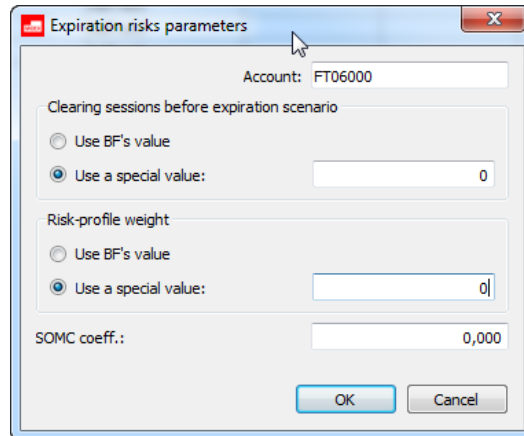 Expiration risks parameters
Account: FT06000
Clearing sessions before expiration scenario
Use BF's value
Use a special value: 0
Risk-profile weight
Use BF's value
Use a special value: 0
SOMC coeff.: 0,000
OK Cancel